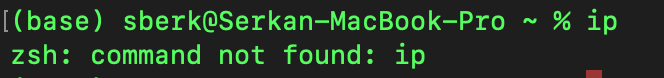 [(base) sberk@Serkan-MacBook-Pro ~ % ip
zsh: command not found: ip